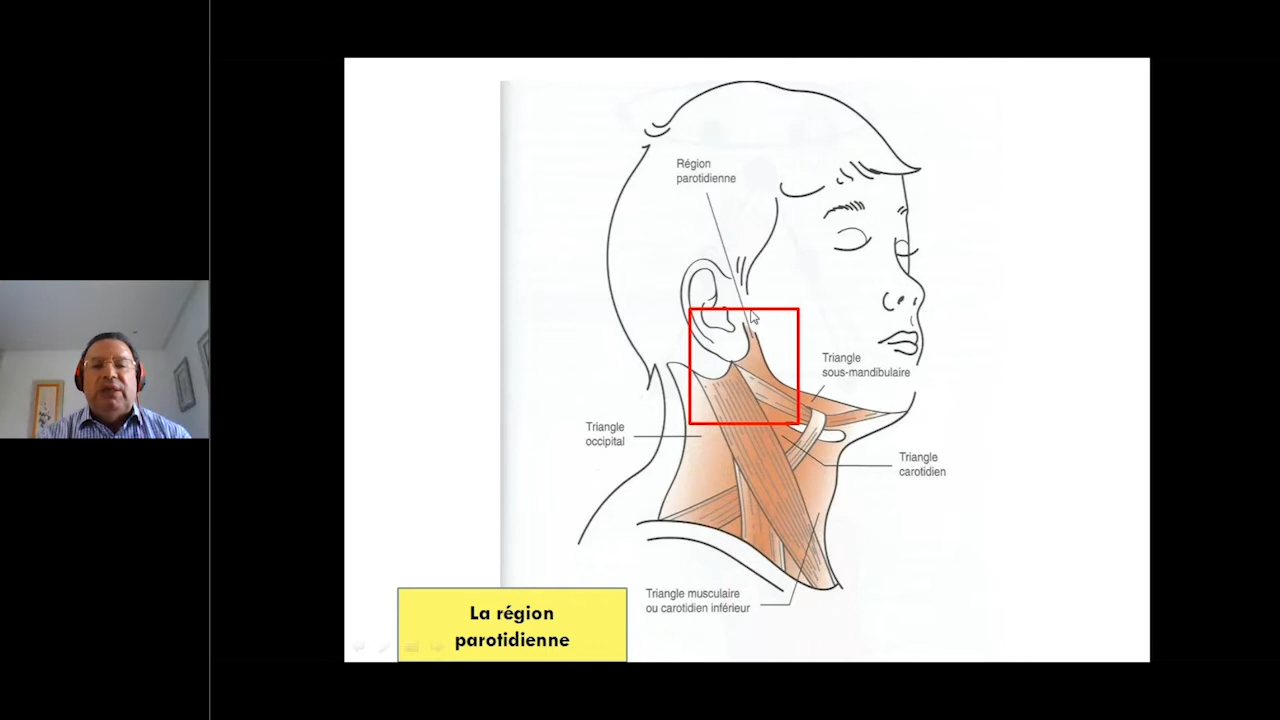 Région
parotidienne
Triangle
sous-mandibulaire
Triangle
occipital
Triangle
carotidien
Triangle musculaire
ou carotidien inférieur
La région
parotidienne